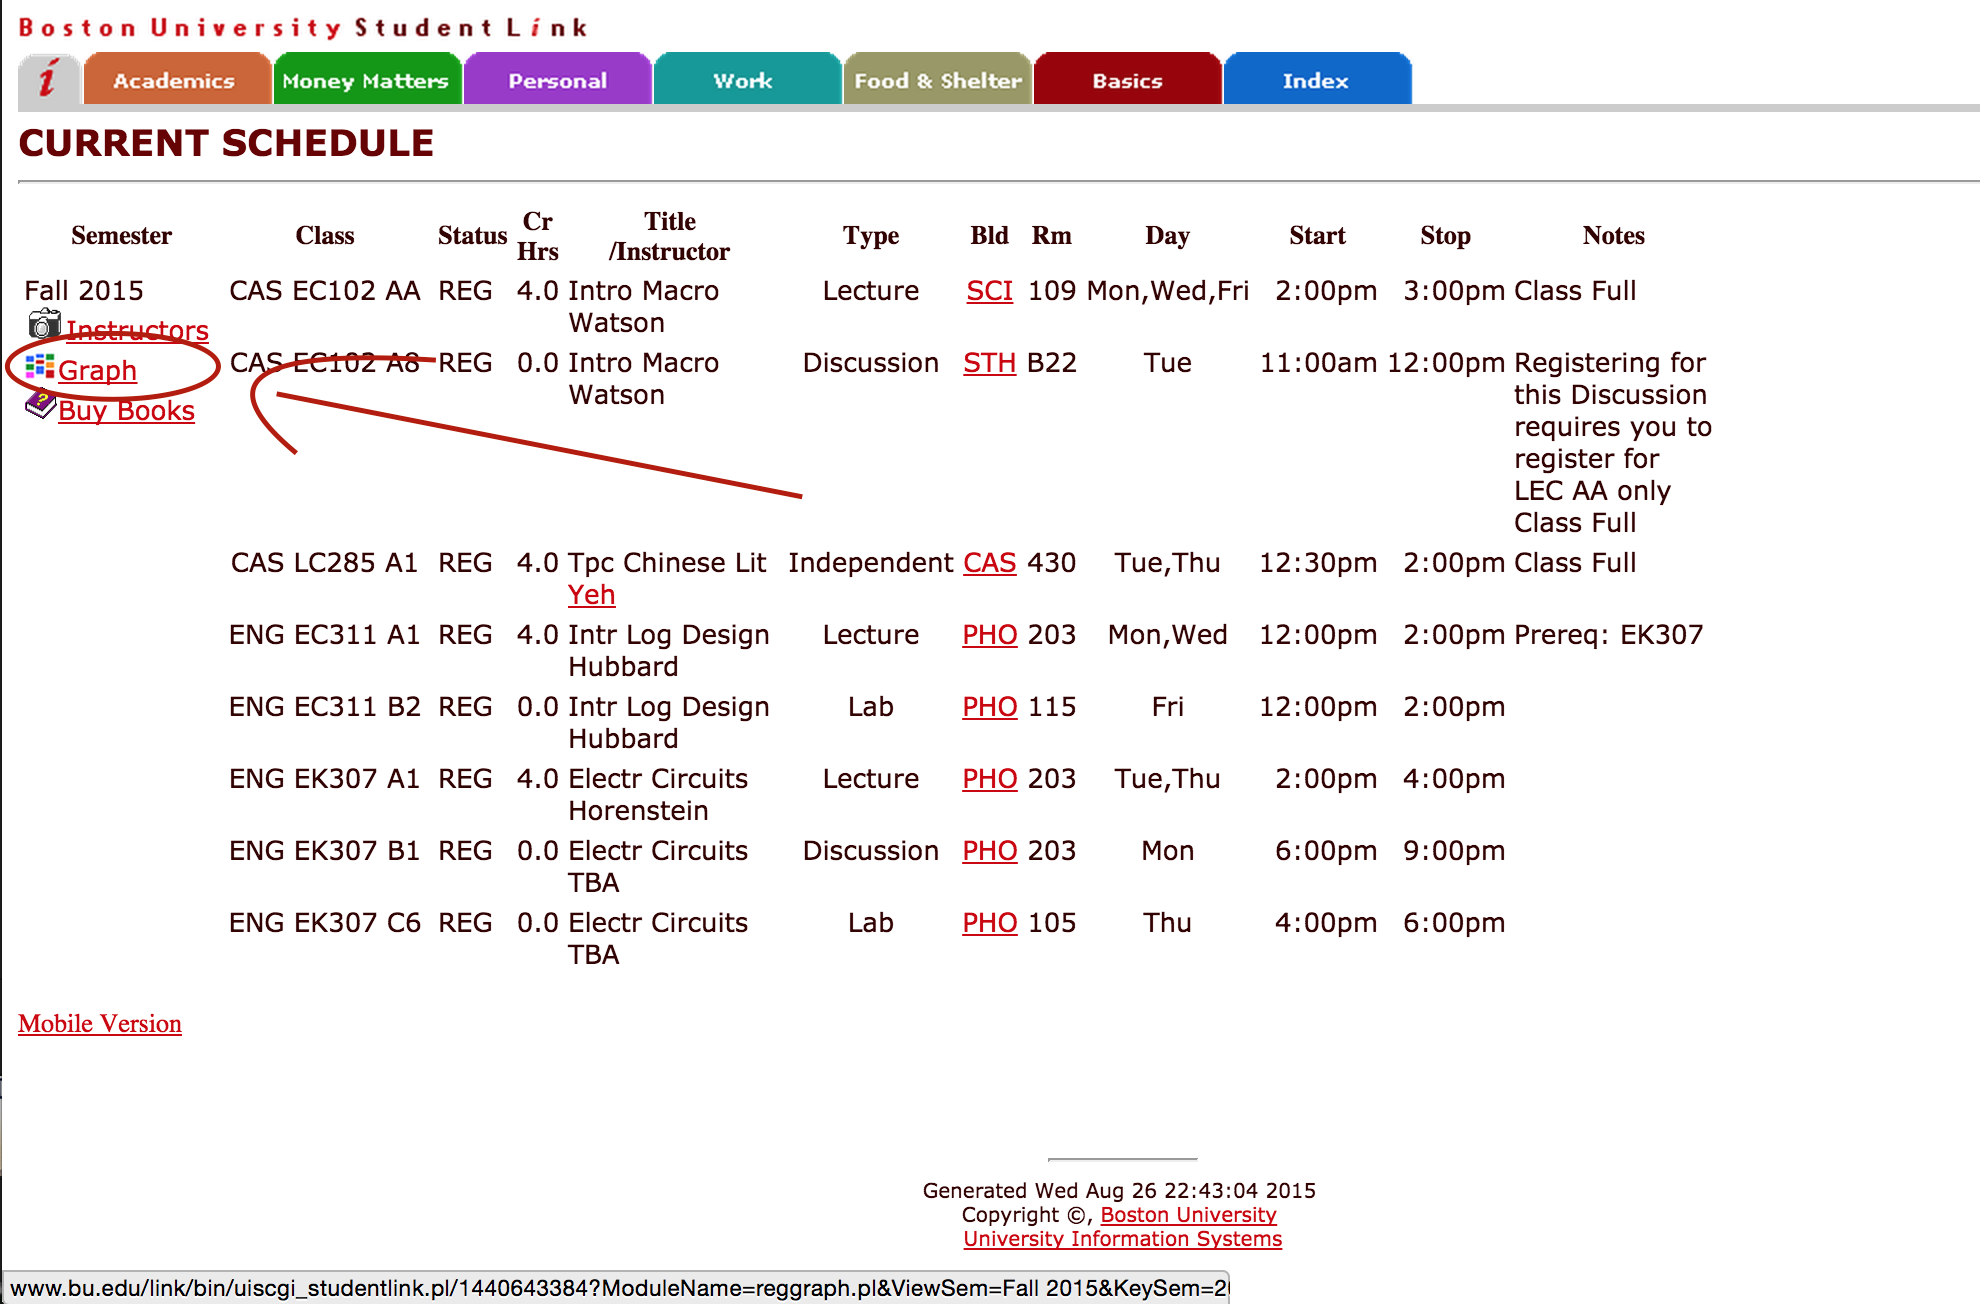 Boston University Student Link
i Academics Money Matters Personal Work Food & Shelter Basics Index
CURRENT SCHEDULE
Semester Class Status Cr Hrs Title /Instructor Type Bld Rm Day Start Stop Notes
Fall 2015 CAS EC102 AA REG 4.0 Intro Macro Lecture SCI 109 Mon,Wed,Fri 2:00pm 3:00pm Class Full
Instructors Watson
Graph CAS EC102 A8 REG 0.0 Intro Macro Discussion STH B22 Tue 11:00am 12:00pm Registering for
Watson this Discussion
Buy Books requires you to
register for
LEC AA only
Class Full
CAS LC285 A1 REG 4.0 Tpc Chinese Lit Independent CAS 430 Tue,Thu 12:30pm 2:00pm Class Full
Yeh
ENG EC311 A1 REG 4.0 Intr Log Design Lecture PHO 203 Mon,Wed 12:00pm 2:00pm Prereq: EK307
Hubbard
ENG EC311 B2 REG 0.0 Intr Log Design Lab PHO 115 Fri 12:00pm 2:00pm
Hubbard
ENG EK307 A1 REG 4.0 Electr Circuits Lecture PHO 203 Tue,Thu 2:00pm 4:00pm
Horenstein
ENG EK307 B1 REG 0.0 Electr Circuits Discussion PHO 203 Mon 6:00pm 9:00pm
TBA
ENG EK307 C6 REG 0.0 Electr Circuits Lab PHO 105 Thu 4:00pm 6:00pm
TBA
Mobile Version
Generated Wed Aug 26 22:43:04 2015
Copyright ©, Boston University
University Information Systems
www.bu.edu/link/bin/uiscgi_studentlink.pl/1440643384?ModuleName=reggraph.pl&ViewSem=Fall 2015&KeySem=2